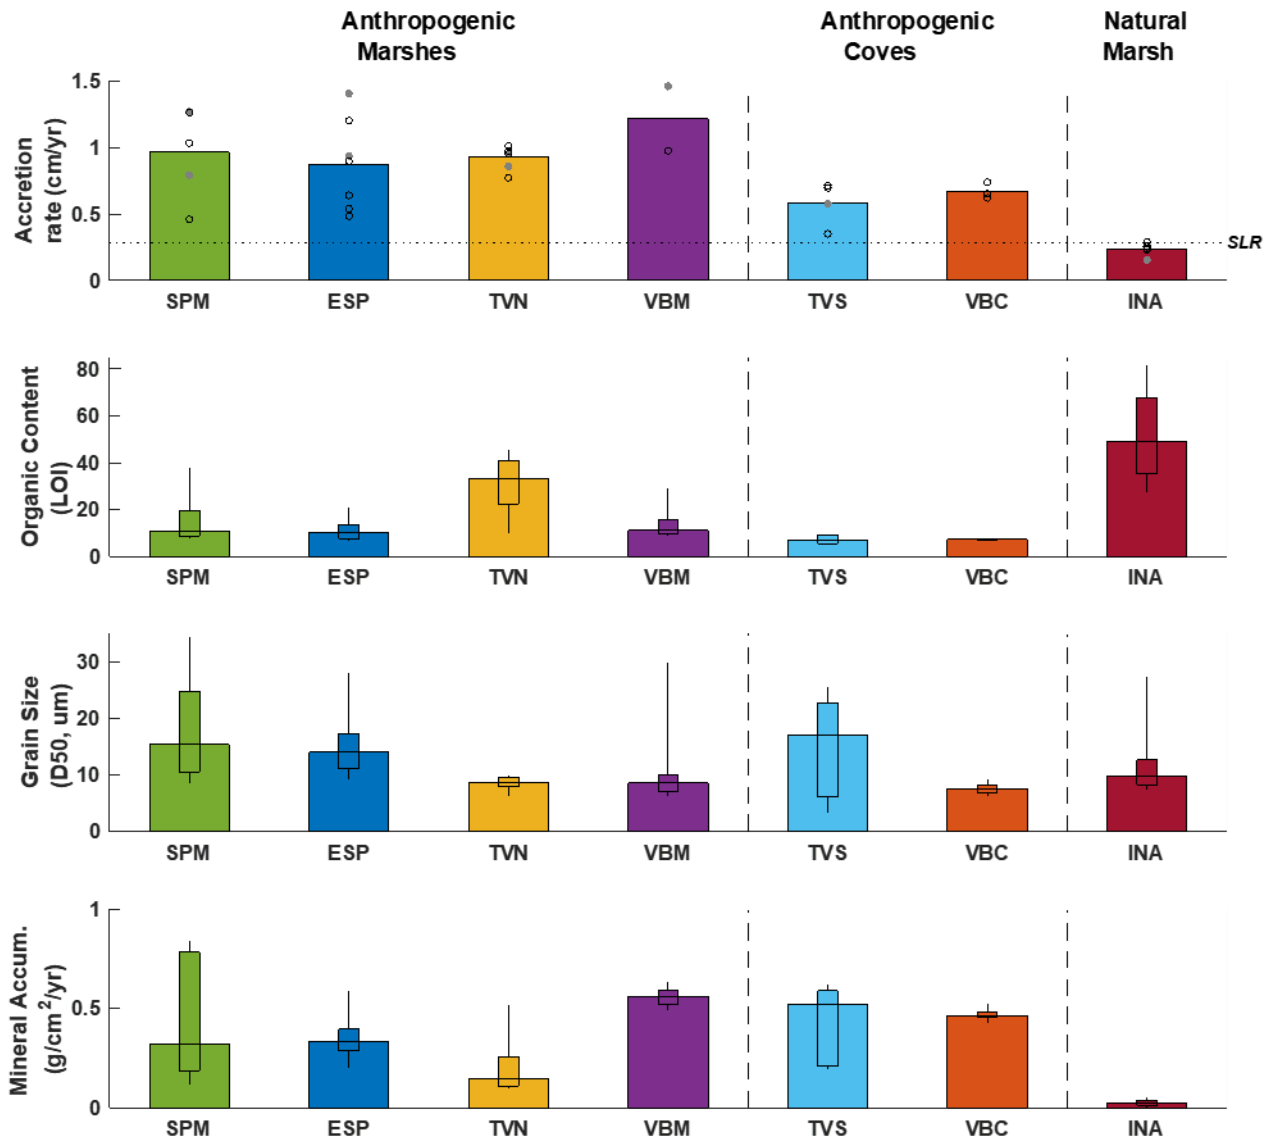 Anthropogenic Marshes
Anthropogenic Coves
Natural Marsh
Accretion rate (cm/yr)
1.5
1
0.5
0
SLR
SPM ESP TVN VBM TVS VBC INA
Organic Content (LOI)
80
60
40
20
0
SPM ESP TVN VBM TVS VBC INA
Grain Size (D50, um)
30
20
10
0
SPM ESP TVN VBM TVS VBC INA
Mineral Accum. (g/cm²/yr)
1
0.5
0
SPM ESP TVN VBM TVS VBC INA